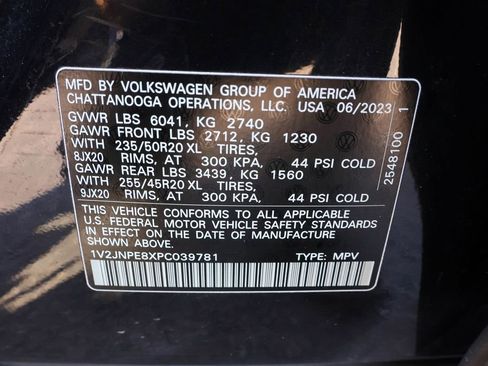 MFD BY VOLKSWAGEN GROUP OF AMERICA
CHATTANOOGA OPERATIONS, LLC. USA 06/2023
GVWR LBS 6041, KG 2740
GAWR FRONT LBS 2712, KG 1230
WITH 235/50R20 XL TIRES,
8JX20 RIMS, AT 300 KPA, 44 PSI COLD
GAWR REAR LBS 3439, KG 1560
WITH 255/45R20 XL TIRES,
9JX20 RIMS, AT 300 KPA, 44 PSI COLD
THIS VEHICLE CONFORMS TO ALL APPLICABLE
U.S. FEDERAL MOTOR VEHICLE SAFETY STANDARDS
IN EFFECT ON THE DATE OF MANUFACTURE
SHOWN ABOVE.
1V2JNPE8XPC039781 TYPE: MPV
2548100 1